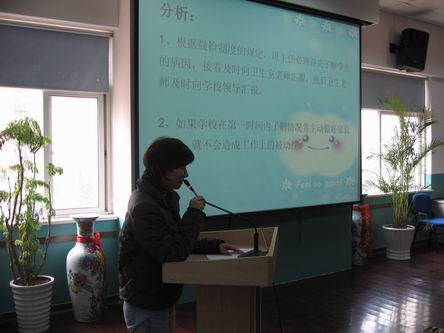 分析：
1、根据晨检制度的规定，班主任必须首先了解学生
的病因，接着及时向卫生室老师汇报，然后卫生老
师及时向学校领导汇报。
2、如果学校在第一时间内了解情况并主动做好家长
就不会造成工作上的被动性
Feel so good!